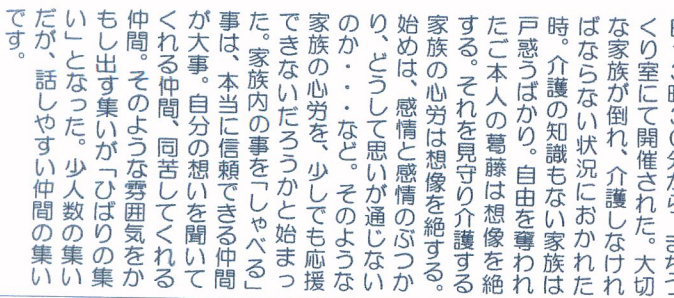 くり室にて開催された。大切
な家族が倒れ、介護しなけれ
ばならない状況におかれた
時。介護の知識もない家族は
戸惑うばかり。自由を奪われ
たご本人の葛藤は想像を絶
する。それを見守り介護する
家族の心労は想像を絶する。
始めは、感情と感情のぶつか
り、どうして思いが通じない
のか・・など。そのような
家族の心労を、少しでも応援
できないだろうかと始まっ
た。家族内の事を「しゃべる」
事は、本当に信頼できる仲間
が大事。自分の想いを聞いて
くれる仲間、同苦してくれる
仲間。そのような雰囲気をか
もし出す集いが「ひばりの集
い」となった。少人数の集い
だが、話しやすい仲間の集い
です。